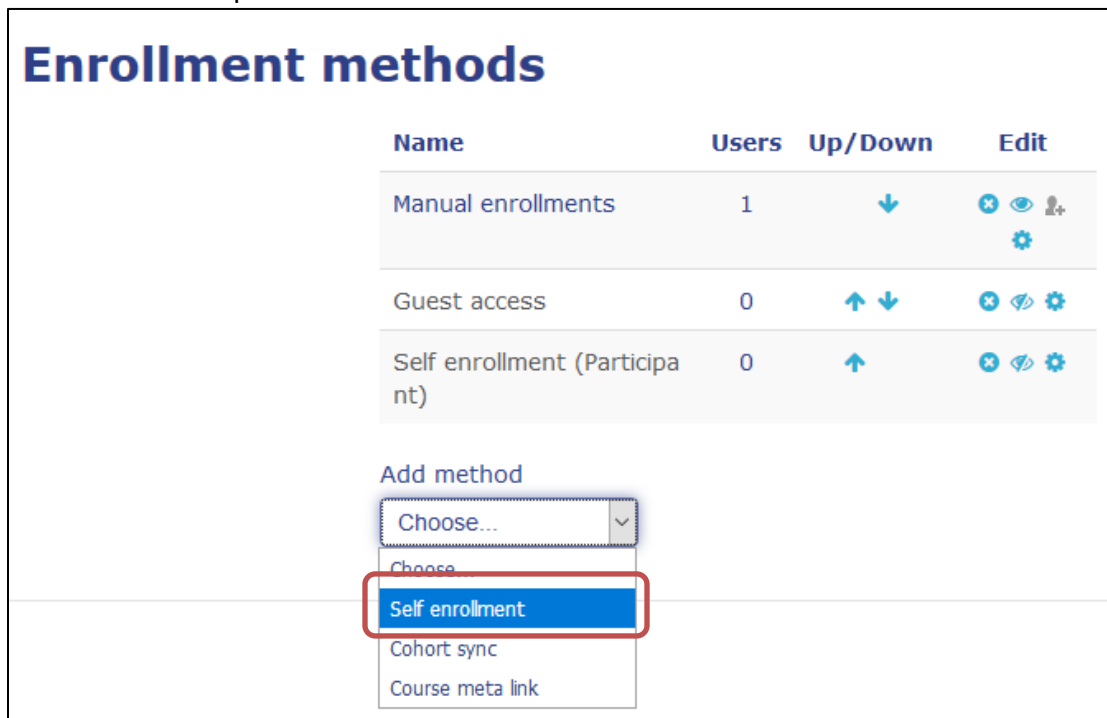 Enrollment methods
Name Users Up/Down Edit
Manual enrollments 1
Guest access 0
Self enrollment (Participa 0
nt)
Add method
Choose...
Choose...
Self enrollment
Cohort sync
Course meta link